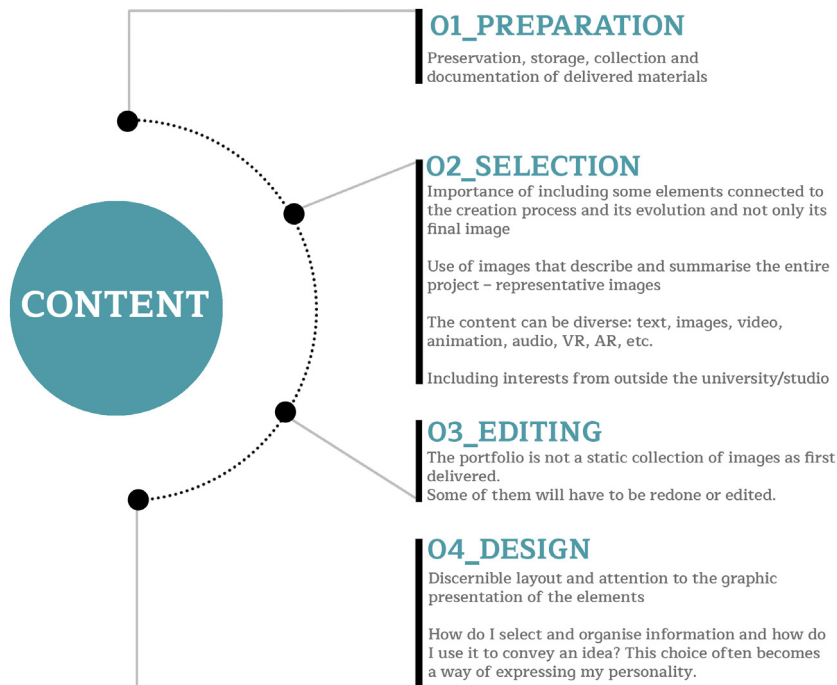 CONTENT
01_PREPARATION
Preservation, storage, collection and
documentation of delivered materials
02_SELECTION
Importance of including some elements connected to
the creation process and its evolution and not only its
final image
Use of images that describe and summarise the entire
project – representative images
The content can be diverse: text, images, video,
animation, audio, VR, AR, etc.
Including interests from outside the university/studio
03_EDITING
The portfolio is not a static collection of images as first
delivered.
Some of them will have to be redone or edited.
04_DESIGN
Discernible layout and attention to the graphic
presentation of the elements
How do I select and organise information and how do
I use it to convey an idea? This choice often becomes
a way of expressing my personality.